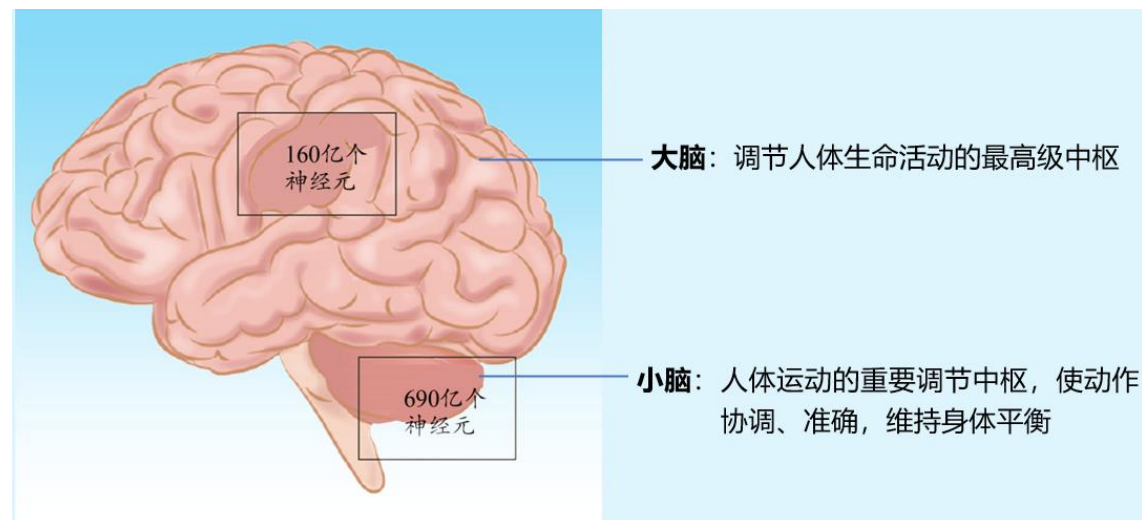 160亿个
神经元
大脑：调节人体生命活动的最高级中枢
690亿个
神经元
小脑：人体运动的重要调节中枢，使动作
协调、准确，维持身体平衡